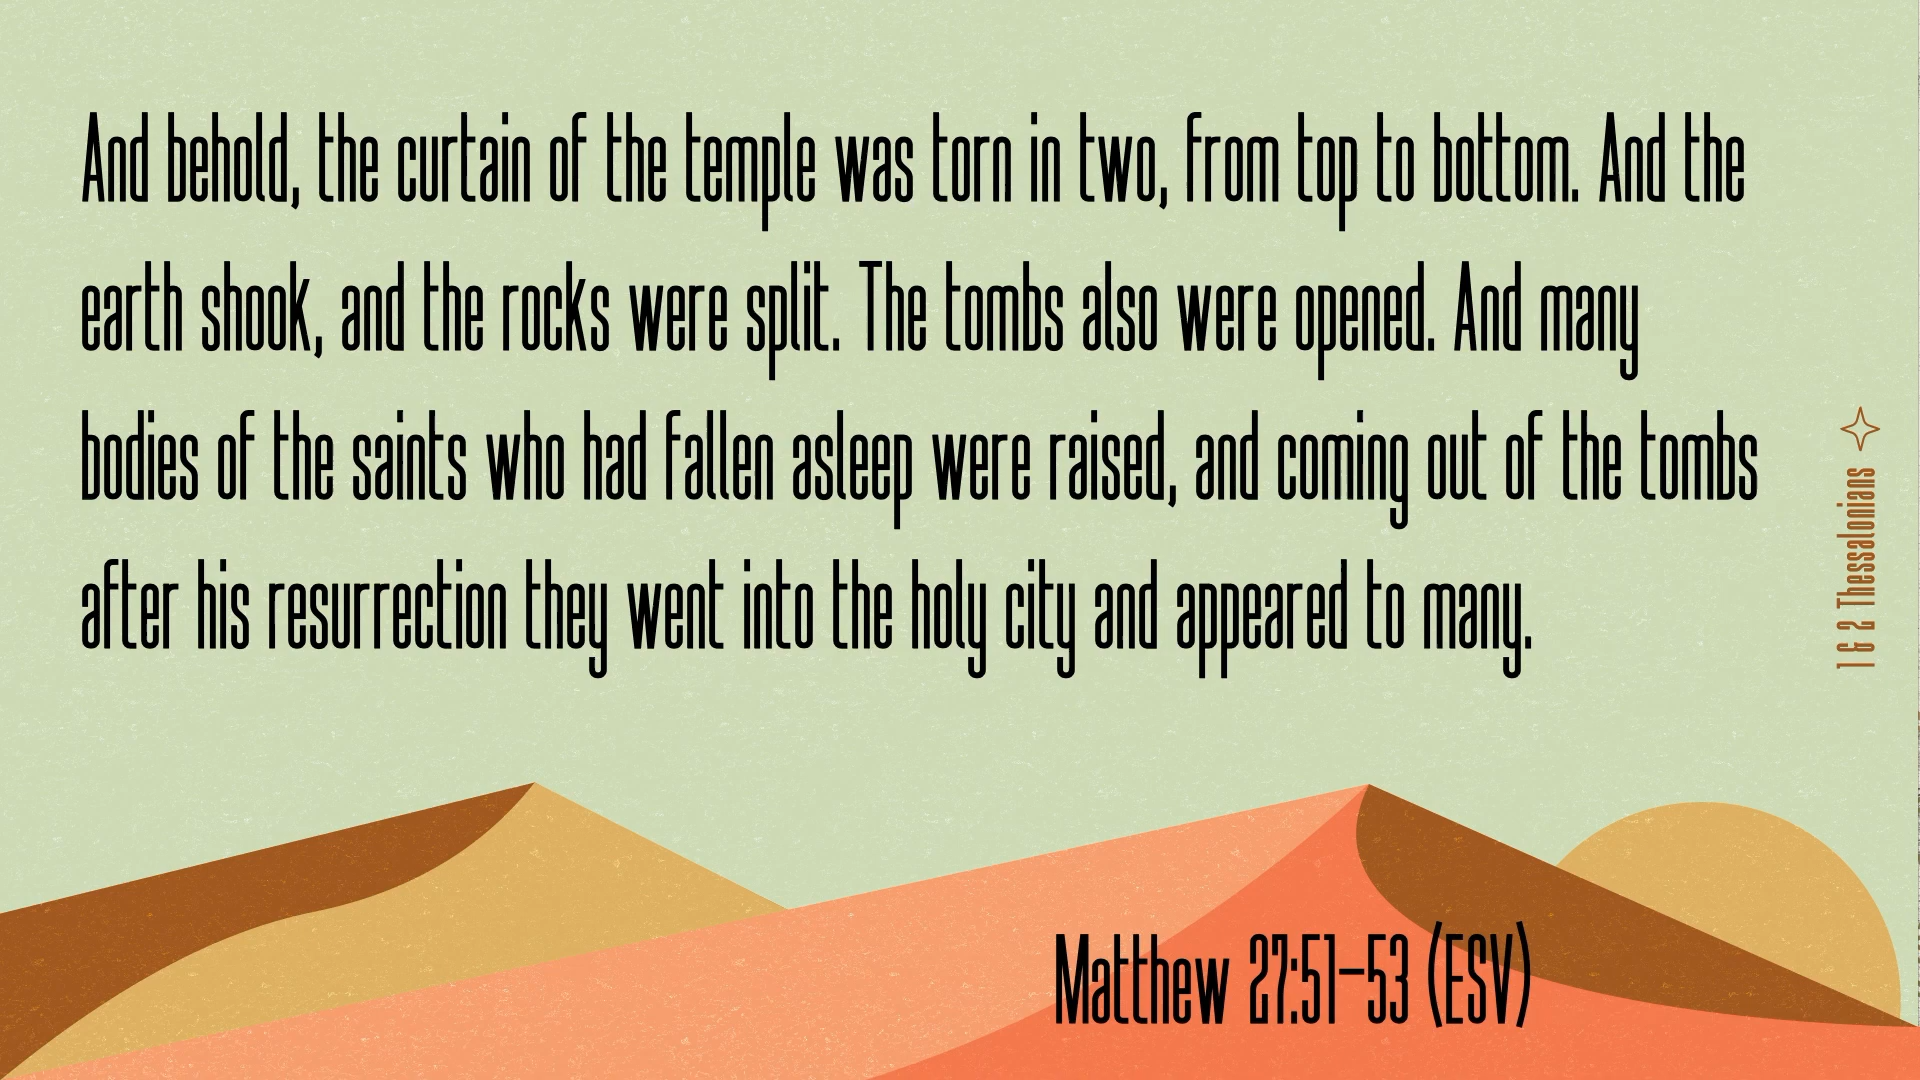 And behold, the curtain of the temple was torn in two, from top to bottom. And the
earth shook, and the rocks were split. The tombs also were opened. And many
bodies of the saints who had fallen asleep were raised, and coming out of the tombs
after his resurrection they went into the holy city and appeared to many.
1 & 2 Thessalonians
Matthew 27:51–53 (ESV)